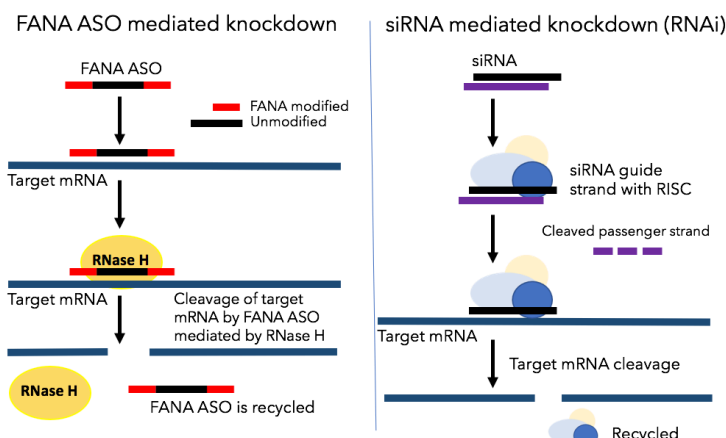 FANA ASO mediated knockdown
FANA ASO
FANA modified
Unmodified
Target mRNA
RNase H
Target mRNA
Cleavage of target
mRNA by FANA ASO
mediated by RNase H
RNase H
FANA ASO is recycled
siRNA mediated knockdown (RNAi)
siRNA
siRNA guide
strand with RISC
Cleaved passenger strand
Target mRNA
Target mRNA cleavage
Recycled